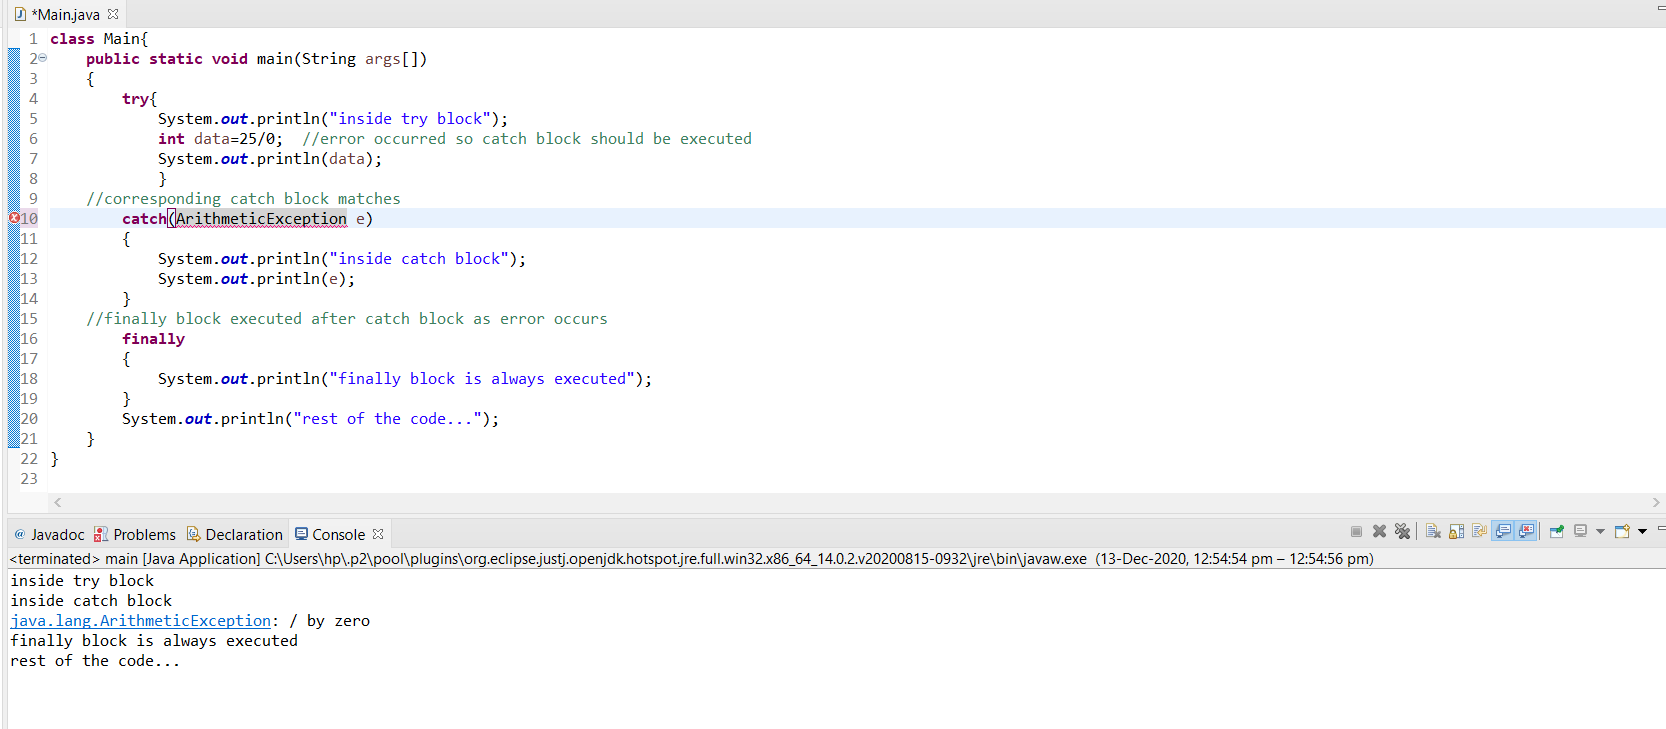 *Main.java
1 class Main{
2 public static void main(String args[])
3 {
4 try{
5 System.out.println("inside try block");
6 int data=25/0; //error occurred so catch block should be executed
7 System.out.println(data);
8 }
9 //corresponding catch block matches
10 catch(ArithmeticException e)
11 {
12 System.out.println("inside catch block");
13 System.out.println(e);
14 }
15 //finally block executed after catch block as error occurs
16 finally
17 {
18 System.out.println("finally block is always executed");
19 }
20 System.out.println("rest of the code...");
21 }
22 }
23
@ Javadoc Problems Declaration Console
<terminated> main [Java Application] C:\Users\hp\.p2\pool\plugins\org.eclipse.justj.openjdk.hotspot.jre.full.win32.x86_64_14.0.2.v20200815-0932\jre\bin\javaw.exe (13-Dec-2020, 12:54:54 pm – 12:54:56 pm)
inside try block
inside catch block
java.lang.ArithmeticException: / by zero
finally block is always executed
rest of the code...